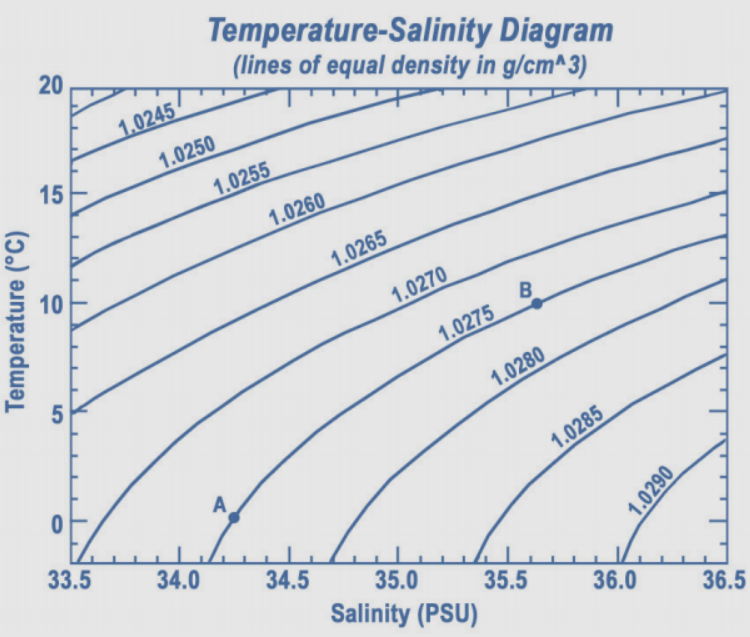 Temperature-Salinity Diagram
(lines of equal density in g/cm^3)
20
1.0245
1.0250
1.0255
15
1.0260
1.0265
1.0270
B
10
1.0275
1.0280
5
1.0285
1.0290
A
0
33.5 34.0 34.5 35.0 35.5 36.0 36.5
Temperature (°C)
Salinity (PSU)